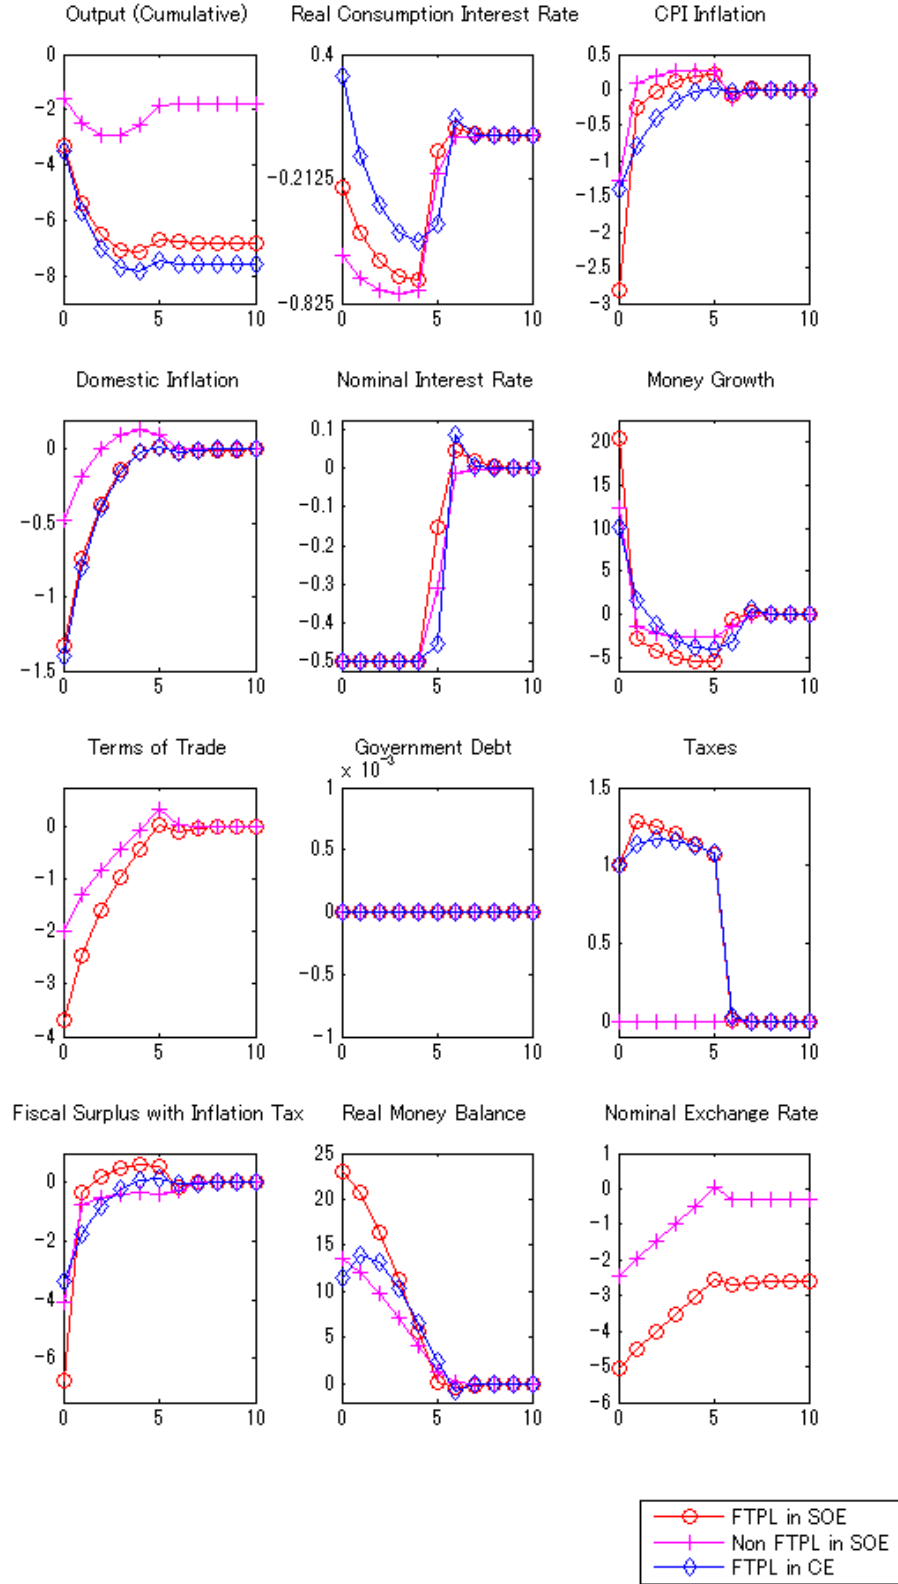 Output (Cumulative) Real Consumption Interest Rate CPI Inflation
0 0.4 0.5
0
-2 -0.5
-4 -0.2125 -1
-1.5
-6 -2
-8 -2.5
-0.825 -3
0 5 10 0 5 10 0 5 10
Domestic Inflation Nominal Interest Rate Money Growth
0 0.1 20
0 15
-0.5 -0.1 10
-0.2 5
-1 -0.3 0
-0.4
-1.5 -0.5 -5
0 5 10 0 5 10 0 5 10
Terms of Trade Government Debt Taxes
× 10⁻³
0 1 1.5
-1 0.5 1
-2 0 0.5
-3 -0.5
-4 -1 0
0 5 10 0 5 10 0 5 10
Fiscal Surplus with Inflation Tax Real Money Balance Nominal Exchange Rate
0 25 1
20 0
-2 15 -1
-2
-4 10 -3
5 -4
-6 0 -5
-6
0 5 10 0 5 10 0 5 10
FTPL in SOE
Non FTPL in SOE
FTPL in CE